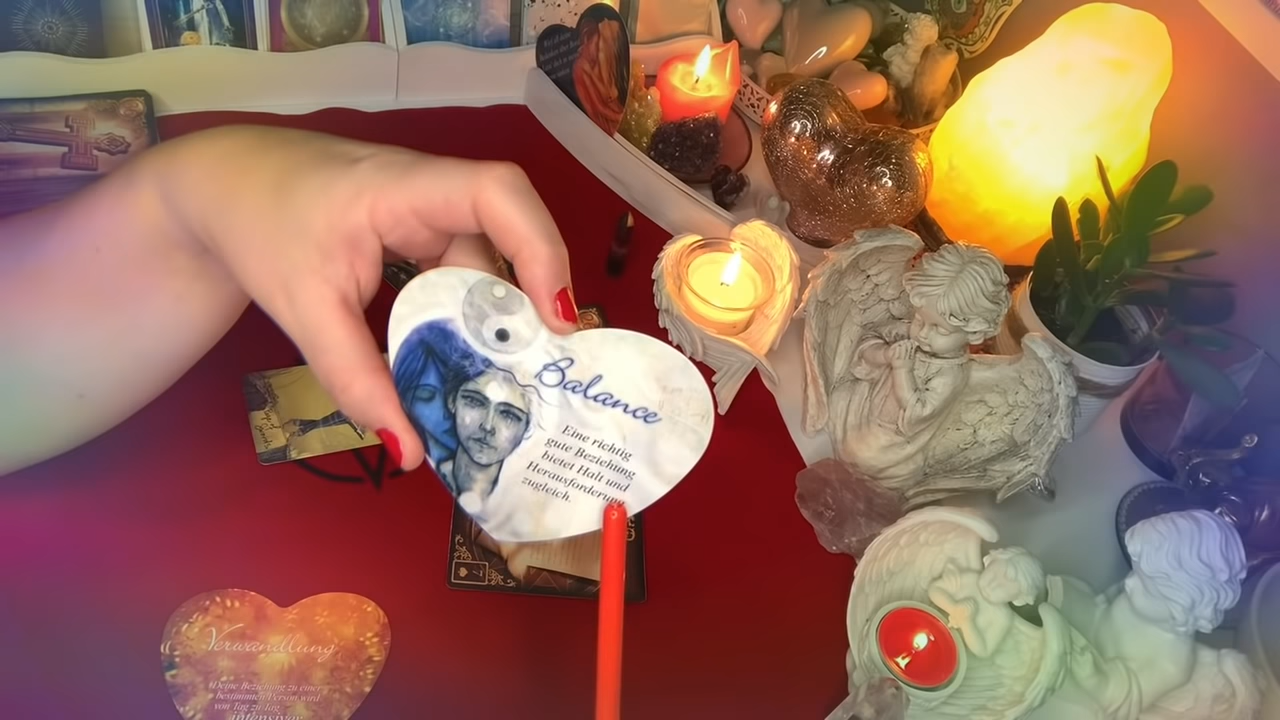 Balance
Eine richtig
gute Beziehung
bietet Halt und
Herausforderung
zugleich.
7
Verwandlung
Deine Beziehung zu einer
bestimmten Person wird
von Tag zu Tag
intensiver